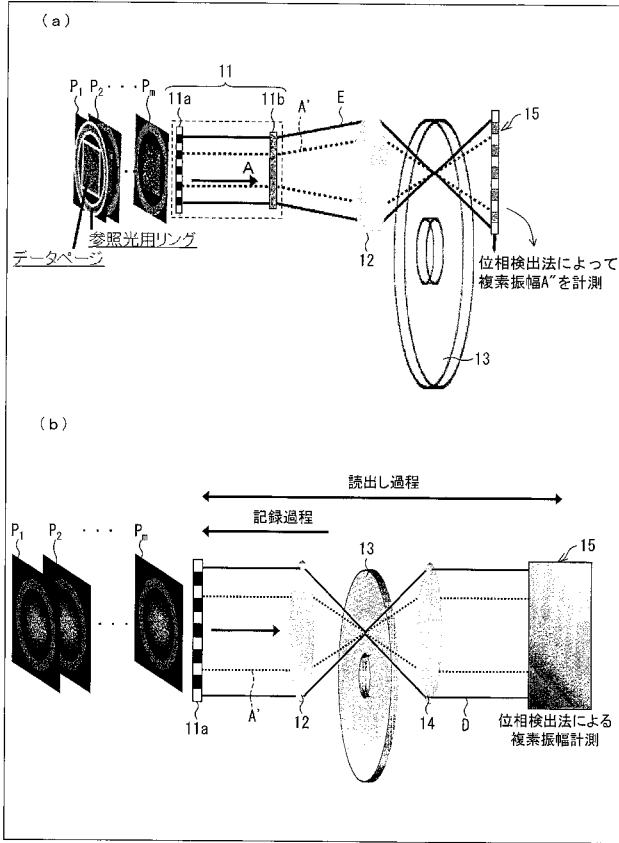 (a)
11
P1 P2 ・・・ Pm 11a 11b E A' 15
A
参照光用リング
データページ
12
位相検出法によって
複素振幅A"を計測
13
(b)
読出し過程
記録過程
P1 P2 ・・・ Pm 13 15
11a A' 12 14 D
位相検出法による
複素振幅計測